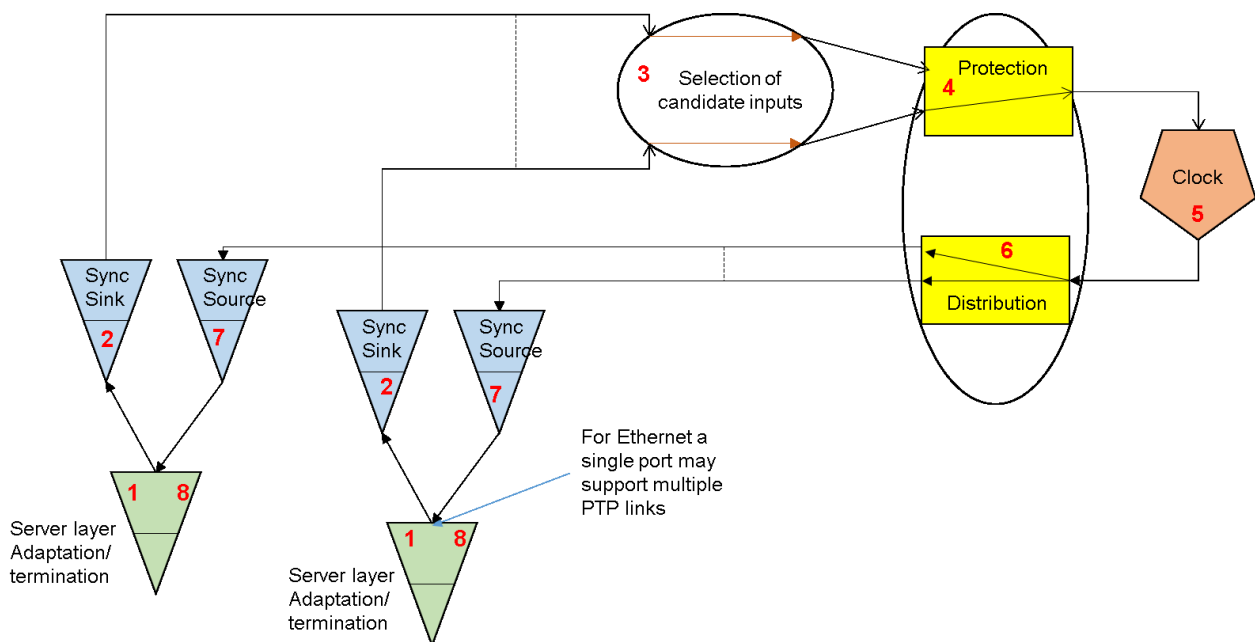 3
Selection of
candidate inputs
Protection
4
Clock
5
6
Distribution
Sync
Sink
2
Sync
Source
7
Sync
Sink
2
Sync
Source
7
For Ethernet a
single port may
support multiple
PTP links
1 8
Server layer
Adaptation/
termination
1 8
Server layer
Adaptation/
termination